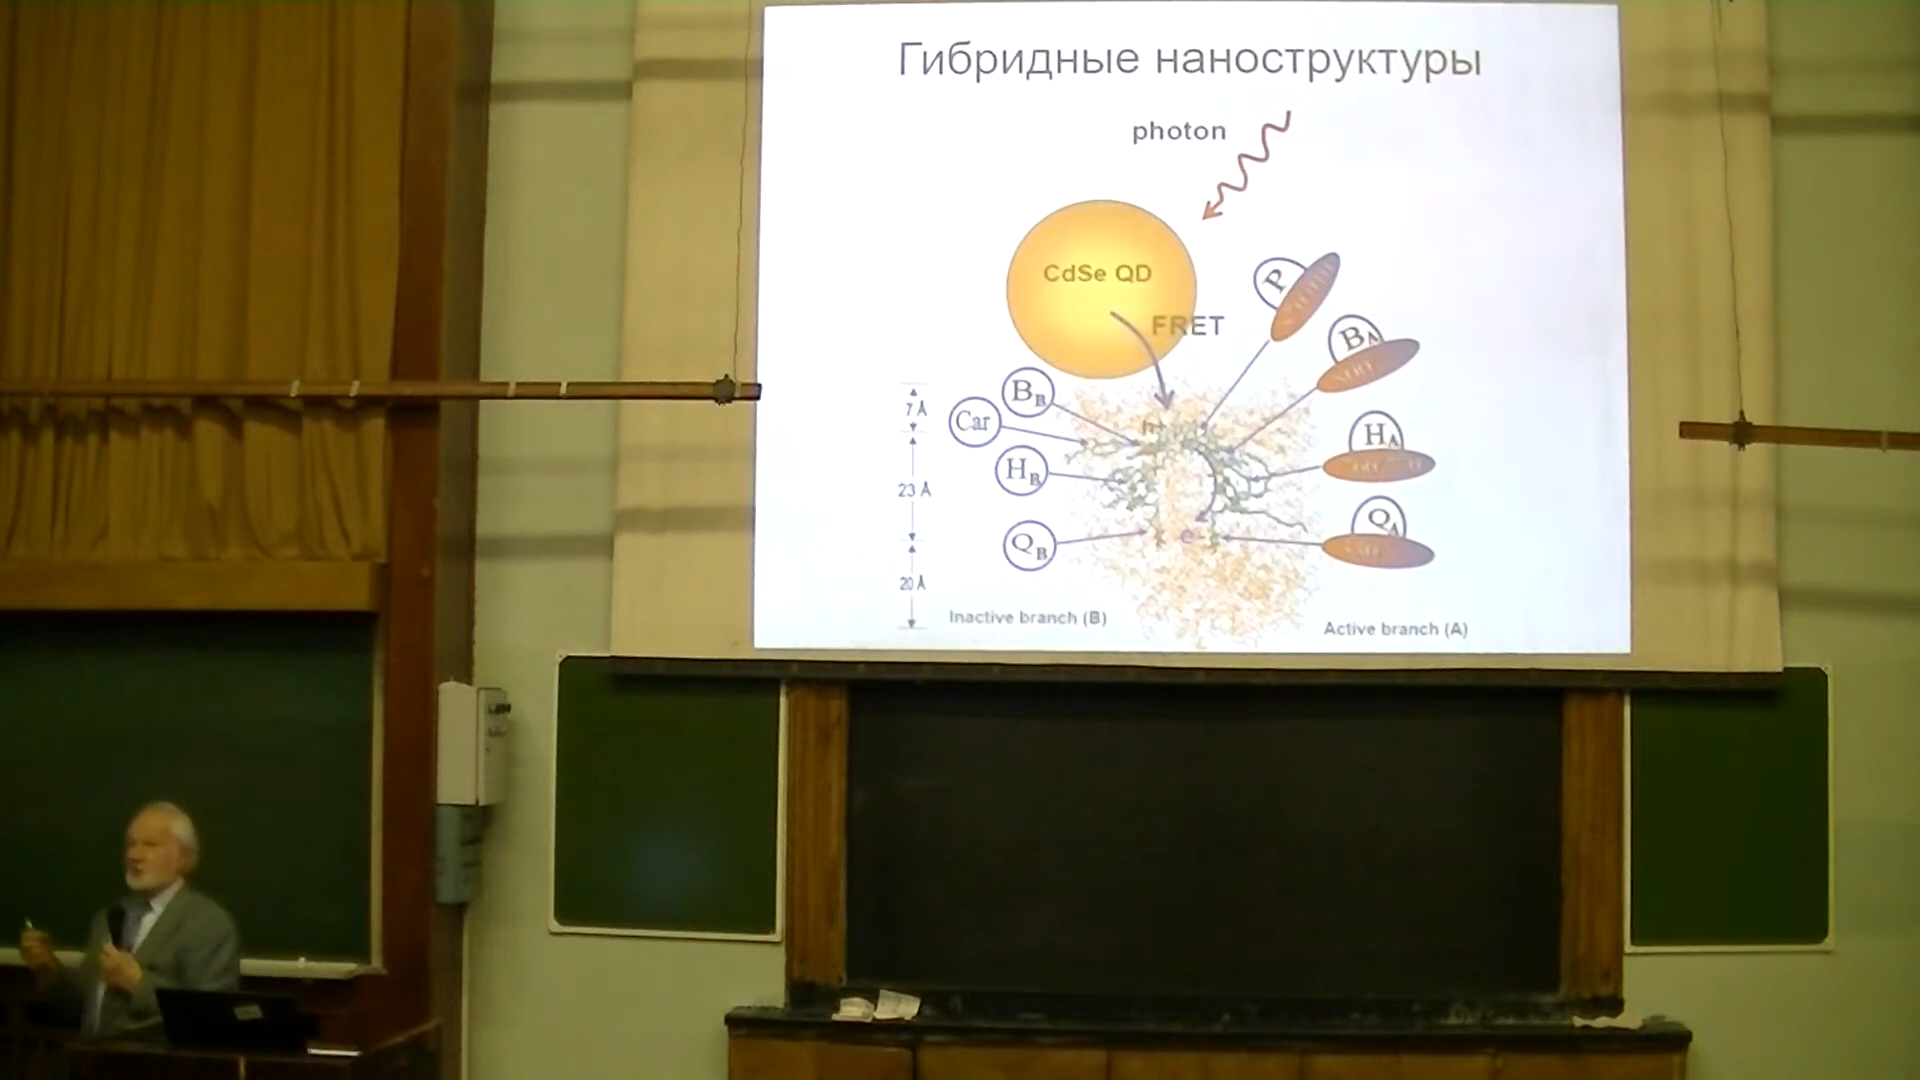 Гибридные наноструктуры
photon
CdSe QD
FRET
P
BA
BB
Car
7 Å
h+
HA
HB
23 Å
QA
QB
e-
20 Å
Inactive branch (B)
Active branch (A)